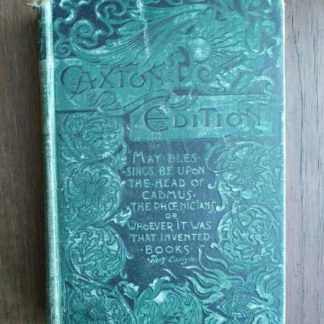 CAXTON
EDITION
MAY BLES
SINGS BE UPON
THE HEAD OF
CADMUS
THE PHŒNICIANS
OR
WHOEVER IT WAS
THAT INVENTED
BOOKS
Thos Carlyle